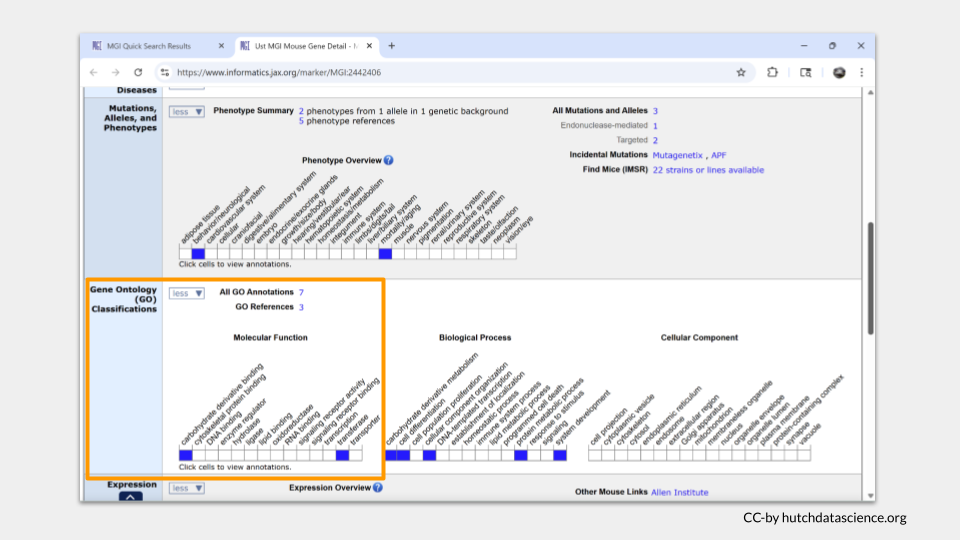 MGI Quick Search Results
Ust MGI Mouse Gene Detail -
https://www.informatics.jax.org/marker/MGI:2442406
Diseases
Mutations,
Alleles, and
Phenotypes
less
Phenotype Summary 2 phenotypes from 1 allele in 1 genetic background
5 phenotype references
All Mutations and Alleles 3
Endonuclease-mediated 1
Targeted 2
Incidental Mutations Mutagenetix , APF
Find Mice (IMSR) 22 strains or lines available
Phenotype Overview ?
adipose tissue
behavior/neurological
cardiovascular system
cellular
craniofacial
digestive/alimentary system
embryo
endocrine/exocrine glands
growth/size/body
hearing/vestibular/ear
hematopoietic system
homeostasis/metabolism
integument
immune system
limbs/digits/tail
liver/biliary system
mortality/aging
muscle
nervous system
pigmentation
renal/urinary system
reproductive system
respiratory system
skeleton
taste/olfaction
neoplasm
vision/eye
Click cells to view annotations.
Gene Ontology
(GO)
Classifications
less
All GO Annotations 7
GO References 3
Molecular Function
carbohydrate derivative binding
cytoskeletal protein binding
DNA binding
enzyme regulator
hydrolase
ligase
lipid binding
oxidoreductase
RNA binding
signaling receptor activity
signaling receptor binding
transcription
transferase
transporter
Click cells to view annotations.
Biological Process
carbohydrate derivative metabolism
cell differentiation
cell population proliferation
cellular component organization
DNA-templated transcription
establishment of localization
homeostatic process
immune system process
lipid metabolic process
programmed cell death
protein metabolic process
response to stimulus
signaling
system development
Cellular Component
cell projection
cytoplasmic vesicle
cytoskeleton
cytosol
endoplasmic reticulum
endosome
extracellular region
Golgi apparatus
mitochondrion
membraneless organelle
nucleus
organelle envelope
organelle lumen
plasma membrane
protein-containing complex
synapse
vacuole
Expression
less
Expression Overview ?
Other Mouse Links Allen Institute
CC-by hutchdatascience.org